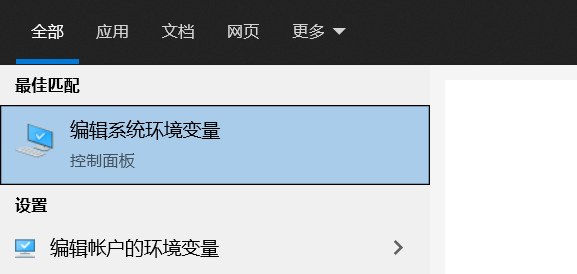 全部 应用 文档 网页 更多
最佳匹配
编辑系统环境变量
控制面板
设置
编辑帐户的环境变量